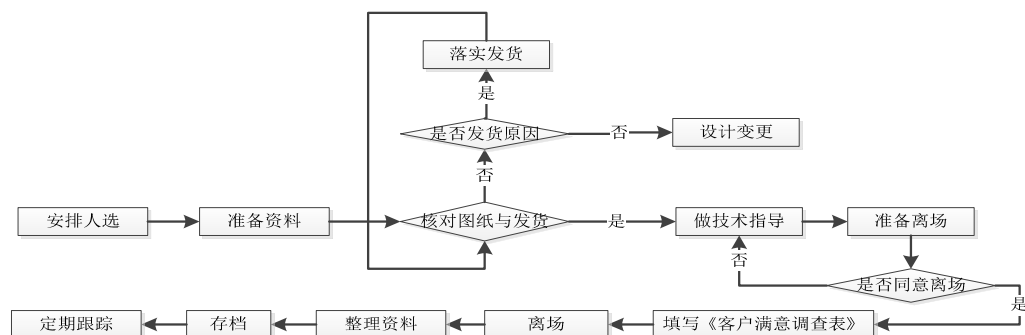 落实发货
是
是否发货原因
否
设计变更
否
安排人选
准备资料
核对图纸与发货
是
做技术指导
准备离场
否
是否同意离场
是
定期跟踪
存档
整理资料
离场
填写《客户满意调查表》